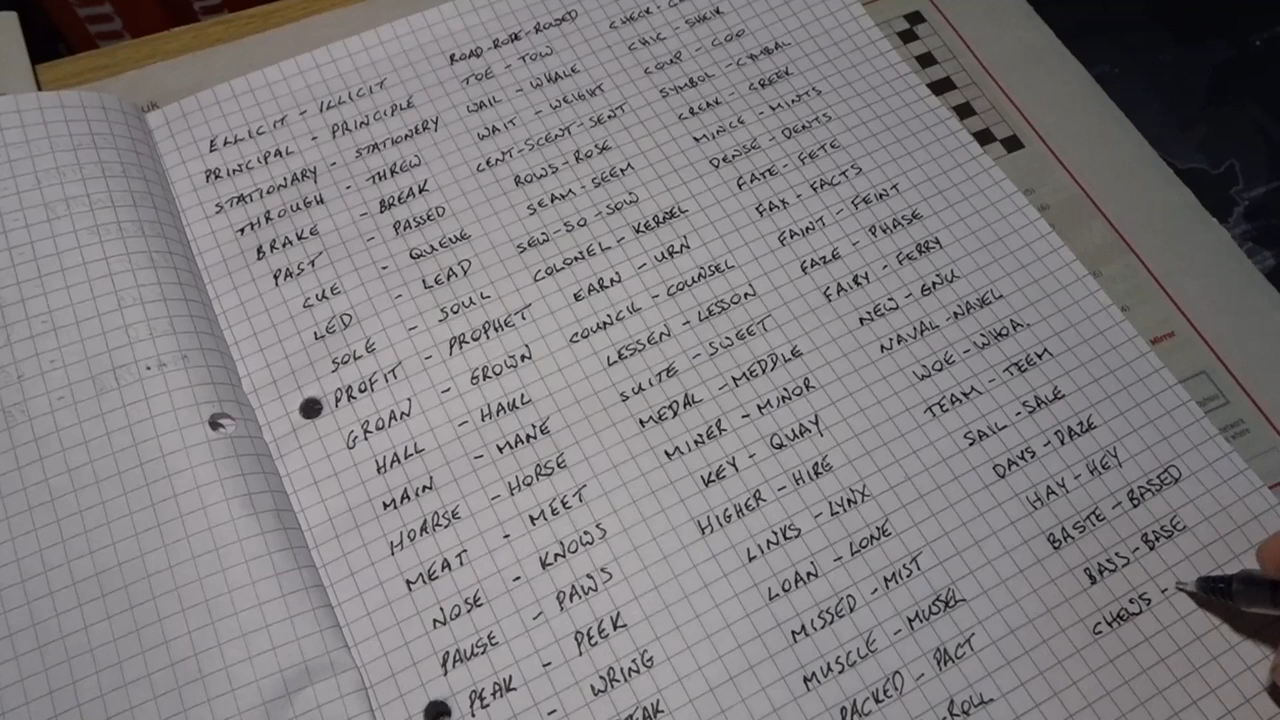 ELLICIT - ILLICIT
PRINCIPAL - PRINCIPLE
STATIONARY - STATIONERY
THROUGH - THREW
BRAKE - BREAK
PAST - PASSED
CUE - QUEUE
LED - LEAD
SOLE - SOUL
PROFIT - PROPHET
GROAN - GROWN
HALL - HAUL
MAIN - MANE
HOARSE - HORSE
MEAT - MEET
NOSE - KNOWS
PAUSE - PAWS
PEAK - PEEK
- WRING
ROAD-RODE-ROWED
TOE - TOW
WAIL - WHALE
WAIT - WEIGHT
CENT-SCENT-SENT
ROWS-ROSE
SEAM-SEEM
SEW-SO-SOW
COLONEL - KERNEL
EARN - URN
COUNCIL - COUNSEL
LESSEN - LESSON
SUITE - SWEET
MEDAL - MEDDLE
MINER - MINOR
KEY - QUAY
HIGHER - HIRE
LINKS - LYNX
LOAN - LONE
MISSED - MIST
MUSCLE - MUSSEL
PACKED - PACT
- ROLL
CHECK -
CHIC - SHEIK
COUP - COO
SYMBOL - CYMBAL
CREAK - CREEK
MINCE - MINTS
DENSE - DENTS
FATE - FETE
FAX - FACTS
FAINT - FEINT
FAZE - PHASE
FAIRY - FERRY
NEW - GNU
NAVAL - NAVEL
WOE - WHOA.
TEAM - TEEM
SAIL - SALE
DAYS - DAZE
HAY - HEY
BASTE - BASED
BASS - BASE
CHEWS -
uk
Mirror